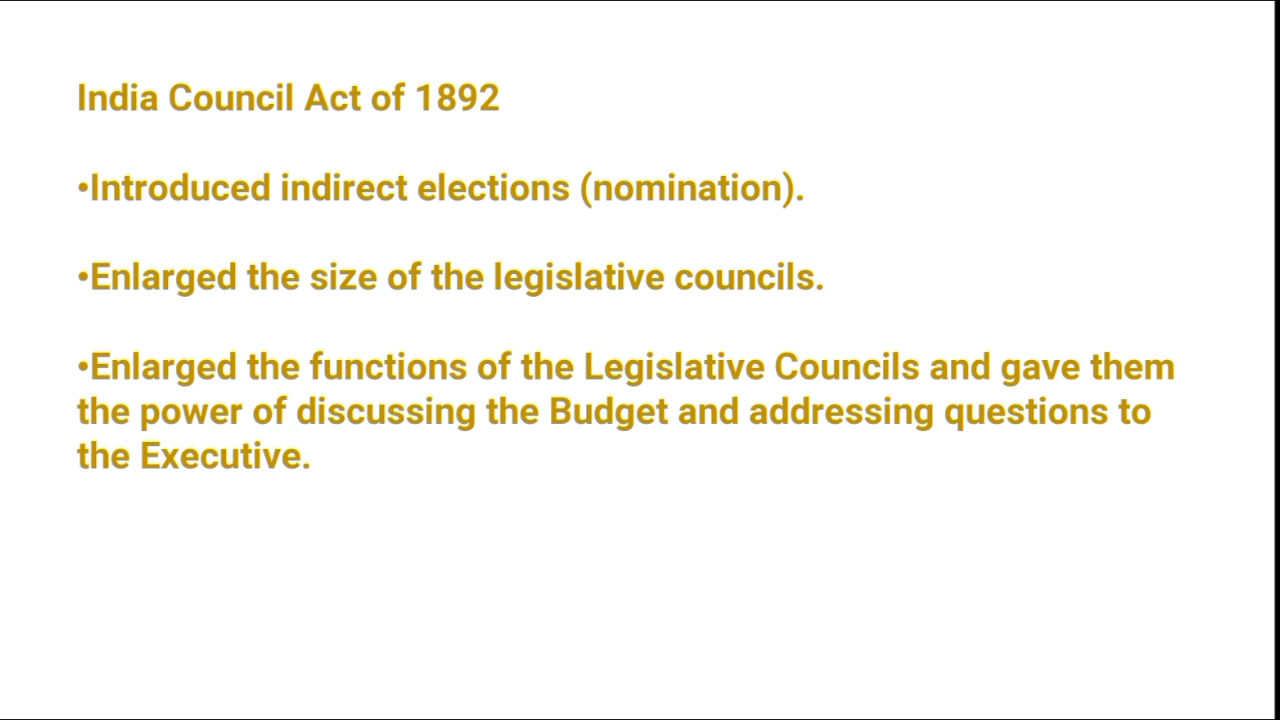 India Council Act of 1892
•Introduced indirect elections (nomination).
•Enlarged the size of the legislative councils.
•Enlarged the functions of the Legislative Councils and gave them
the power of discussing the Budget and addressing questions to
the Executive.